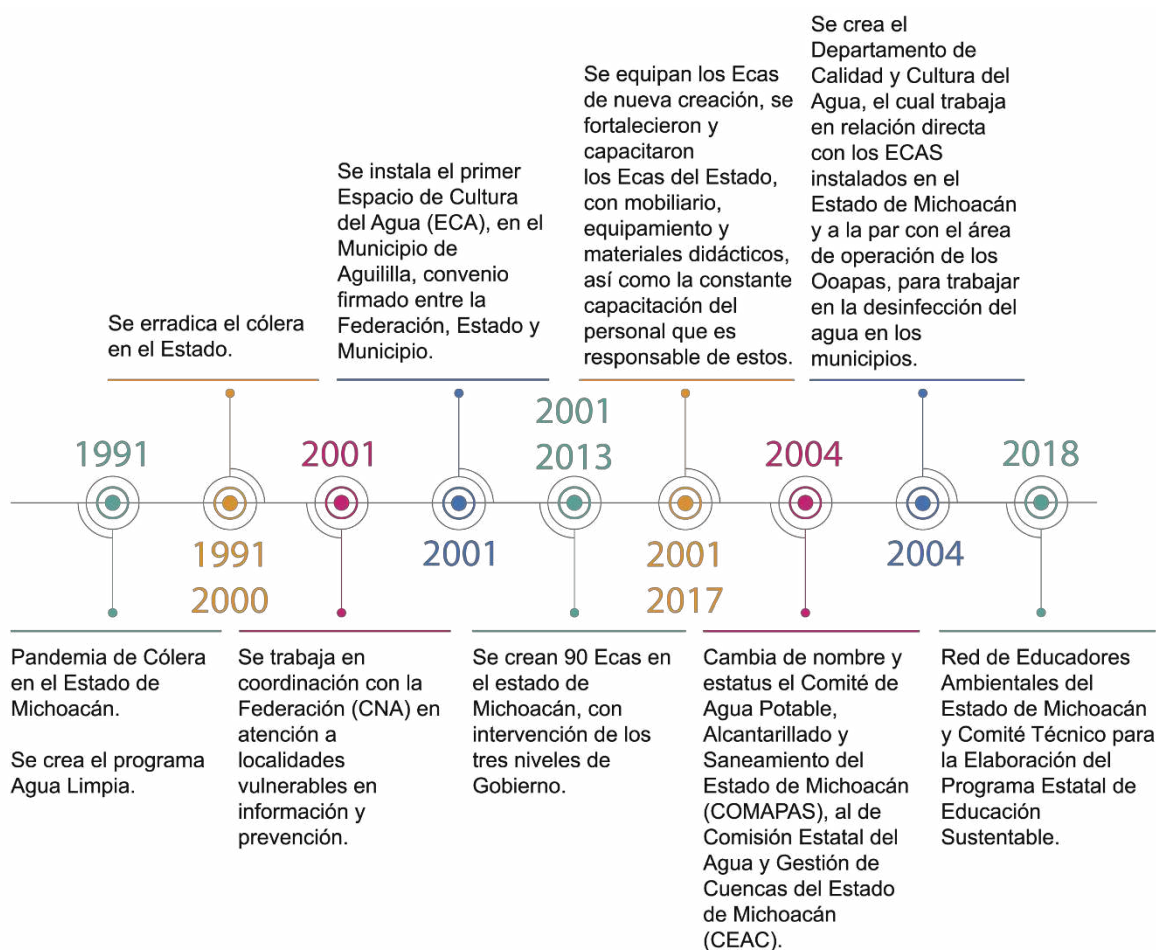 Se erradica el cólera
en el Estado.
Se instala el primer
Espacio de Cultura
del Agua (ECA), en el
Municipio de
Aguililla, convenio
firmado entre la
Federación, Estado y
Municipio.
Se equipan los Ecas
de nueva creación, se
fortalecieron y
capacitaron
los Ecas del Estado,
con mobiliario,
equipamiento y
materiales didácticos,
así como la constante
capacitación del
personal que es
responsable de estos.
Se crea el
Departamento de
Calidad y Cultura del
Agua, el cual trabaja
en relación directa
con los ECAS
instalados en el
Estado de Michoacán
y a la par con el área
de operación de los
Ooapas, para trabajar
en la desinfección del
agua en los
municipios.
1991
2001
2001
2013
2004
2018
1991
2000
2001
2001
2017
2004
Pandemia de Cólera
en el Estado de
Michoacán.
Se crea el programa
Agua Limpia.
Se trabaja en
coordinación con la
Federación (CNA) en
atención a
localidades
vulnerables en
información y
prevención.
Se crean 90 Ecas en
el estado de
Michoacán, con
intervención de los
tres niveles de
Gobierno.
Cambia de nombre y
estatus el Comité de
Agua Potable,
Alcantarillado y
Saneamiento del
Estado de Michoacán
(COMAPAS), al de
Comisión Estatal del
Agua y Gestión de
Cuencas del Estado
de Michoacán
(CEAC).
Red de Educadores
Ambientales del
Estado de Michoacán
y Comité Técnico para
la Elaboración del
Programa Estatal de
Educación
Sustentable.